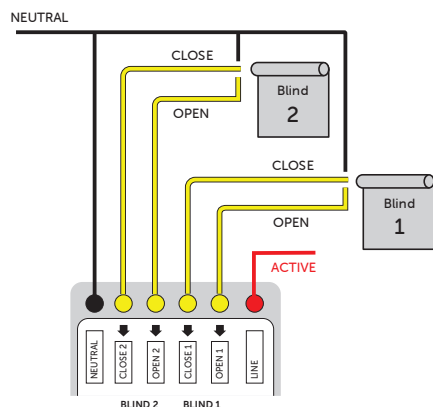 NEUTRAL
CLOSE
Blind
2
OPEN
CLOSE
Blind
1
OPEN
ACTIVE
NEUTRAL
CLOSE 2
OPEN 2
CLOSE 1
OPEN 1
LINE
BLIND 2 BLIND 1